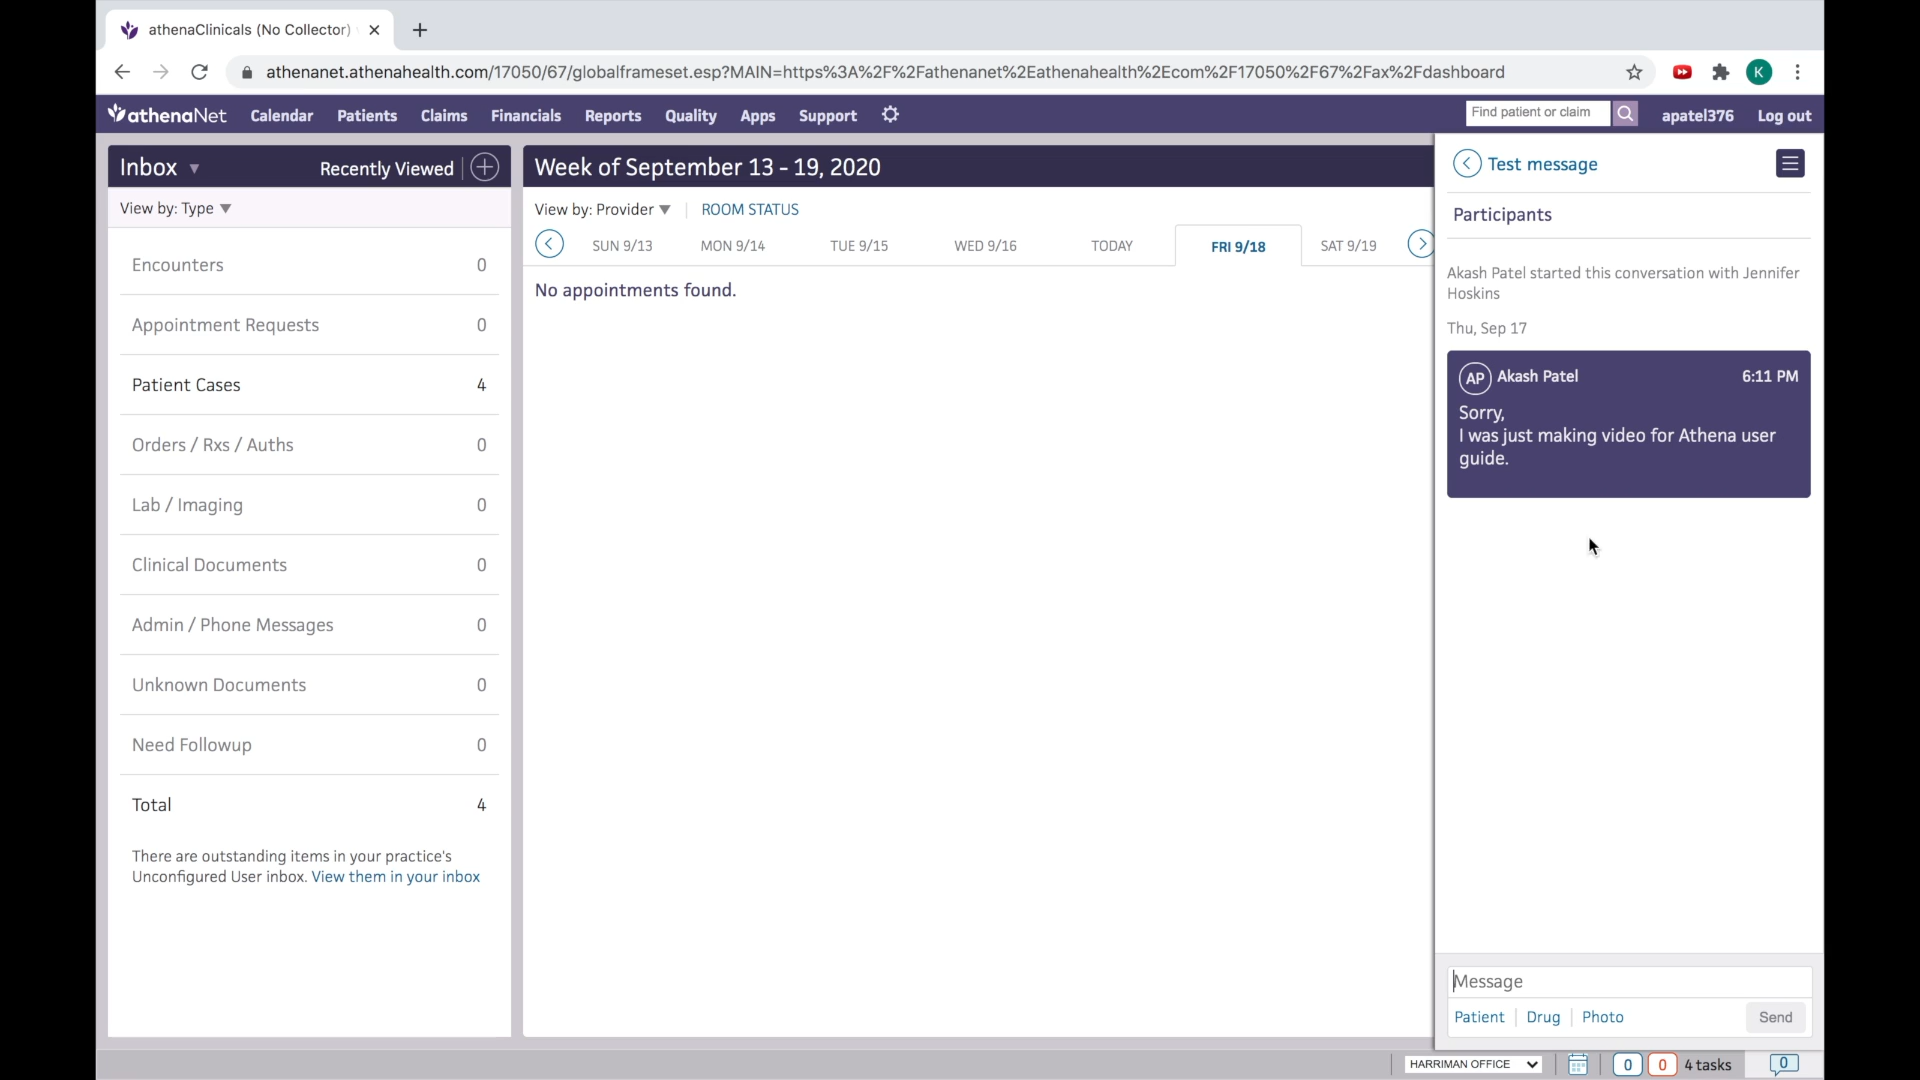 athenaClinicals (No Collector)
athenanet.athenahealth.com/17050/67/globalframeset.esp?MAIN=https%3A%2F%2Fathenanet%2Eathenahealth%2Ecom%2F17050%2F67%2Fax%2Fdashboard
K
athenaNet Calendar Patients Claims Financials Reports Quality Apps Support Find patient or claim apatel376 Log out
Inbox Recently Viewed
View by: Type
Encounters 0
Appointment Requests 0
Patient Cases 4
Orders / Rxs / Auths 0
Lab / Imaging 0
Clinical Documents 0
Admin / Phone Messages 0
Unknown Documents 0
Need Followup 0
Total 4
There are outstanding items in your practice's
Unconfigured User inbox. View them in your inbox
Week of September 13 - 19, 2020
View by: Provider ROOM STATUS
SUN 9/13 MON 9/14 TUE 9/15 WED 9/16 TODAY FRI 9/18 SAT 9/19
No appointments found.
Test message
Participants
Akash Patel started this conversation with Jennifer
Hoskins
Thu, Sep 17
AP Akash Patel 6:11 PM
Sorry,
I was just making video for Athena user
guide.
Message
Patient Drug Photo Send
HARRIMAN OFFICE 0 0 4 tasks 0